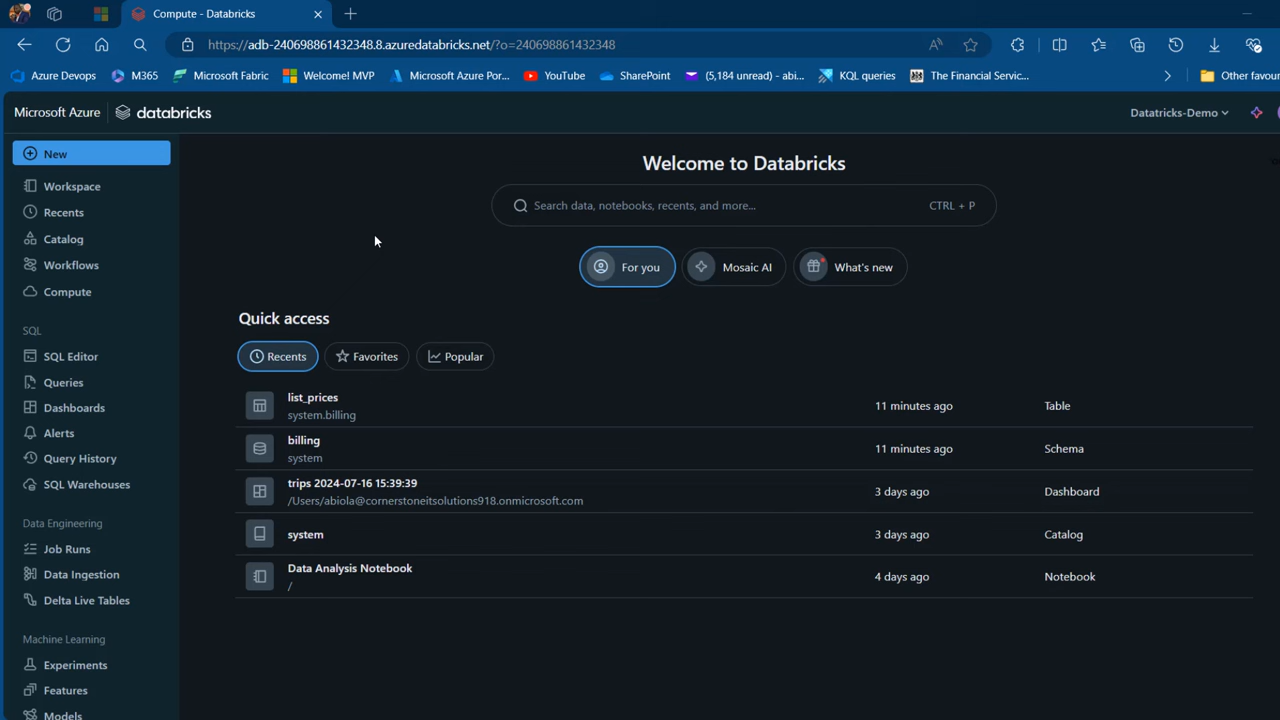 Compute - Databricks
https://adb-240698861432348.8.azuredatabricks.net/?o=240698861432348
Azure Devops
M365
Microsoft Fabric
Welcome! MVP
Microsoft Azure Por...
YouTube
SharePoint
(5,184 unread) - abi...
KQL queries
The Financial Servic...
Other favour
Microsoft Azure
databricks
Datatricks-Demo
New
Workspace
Recents
Catalog
Workflows
Compute
SQL
SQL Editor
Queries
Dashboards
Alerts
Query History
SQL Warehouses
Data Engineering
Job Runs
Data Ingestion
Delta Live Tables
Machine Learning
Experiments
Features
Models
Welcome to Databricks
Search data, notebooks, recents, and more... CTRL + P
For you
Mosaic AI
What's new
Quick access
Recents
Favorites
Popular
list_prices
system.billing
11 minutes ago
Table
billing
system
11 minutes ago
Schema
trips 2024-07-16 15:39:39
/Users/abiola@cornerstoneitsolutions918.onmicrosoft.com
3 days ago
Dashboard
system
3 days ago
Catalog
Data Analysis Notebook
/
4 days ago
Notebook